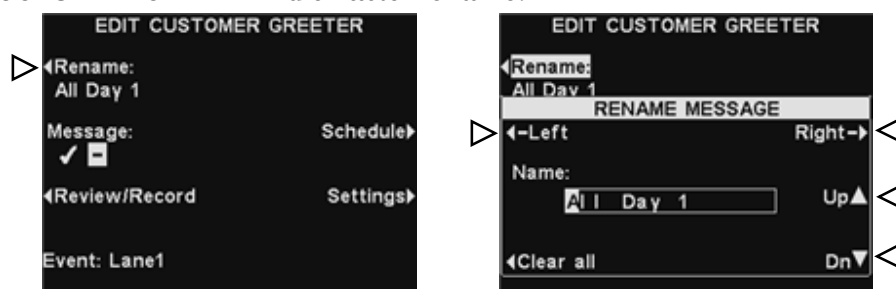 EDIT CUSTOMER GREETER
◂Rename:
All Day 1
Message: Schedule▸
✓ −
◂Review/Record Settings▸
Event: Lane1
EDIT CUSTOMER GREETER
◂Rename:
All Day 1
RENAME MESSAGE
◂-Left Right-▸
Name:
All Day 1 Up▲
◂Clear all Dn▼